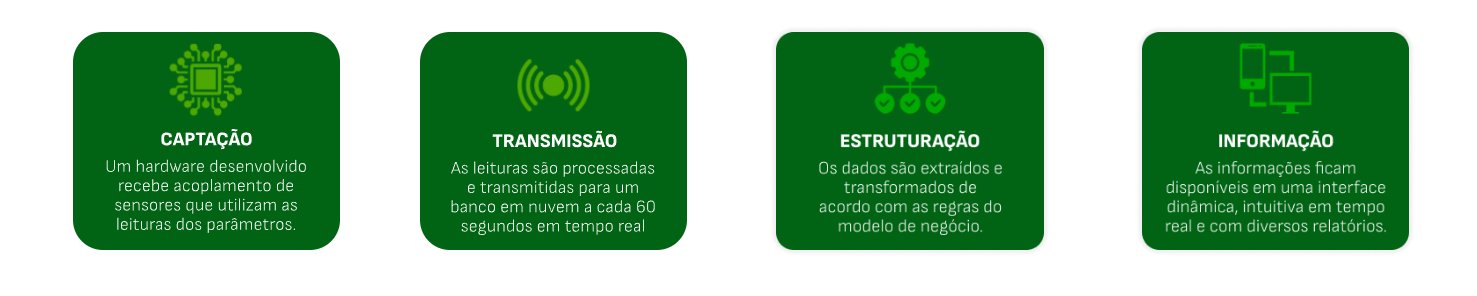 CAPTAÇÃO
Um hardware desenvolvido
recebe acoplamento de
sensores que utilizam as
leituras dos parâmetros.
TRANSMISSÃO
As leituras são processadas
e transmitidas para um
banco em nuvem a cada 60
segundos em tempo real
ESTRUTURAÇÃO
Os dados são extraídos e
transformados de
acordo com as regras do
modelo de negócio.
INFORMAÇÃO
As informações ficam
disponíveis em uma interface
dinâmica, intuitiva em tempo
real e com diversos relatórios.